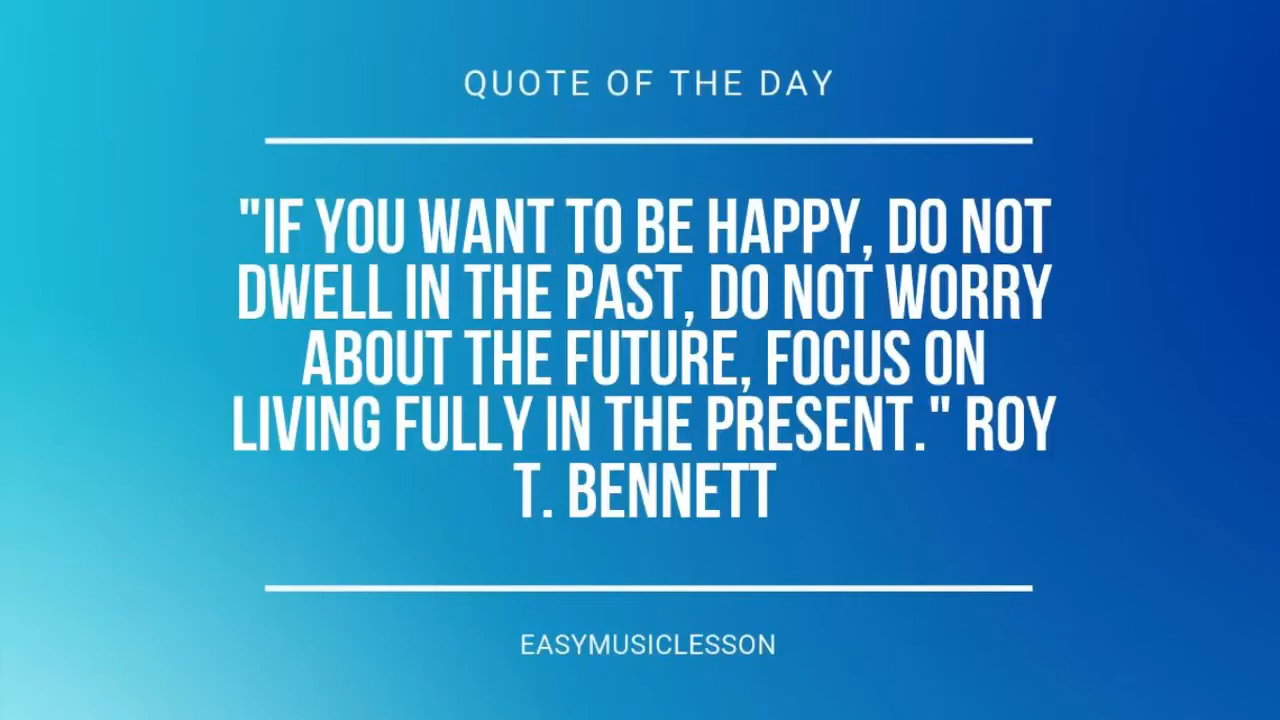 QUOTE OF THE DAY
"IF YOU WANT TO BE HAPPY, DO NOT
DWELL IN THE PAST, DO NOT WORRY
ABOUT THE FUTURE, FOCUS ON
LIVING FULLY IN THE PRESENT." ROY
T. BENNETT
EASYMUSICLESSON